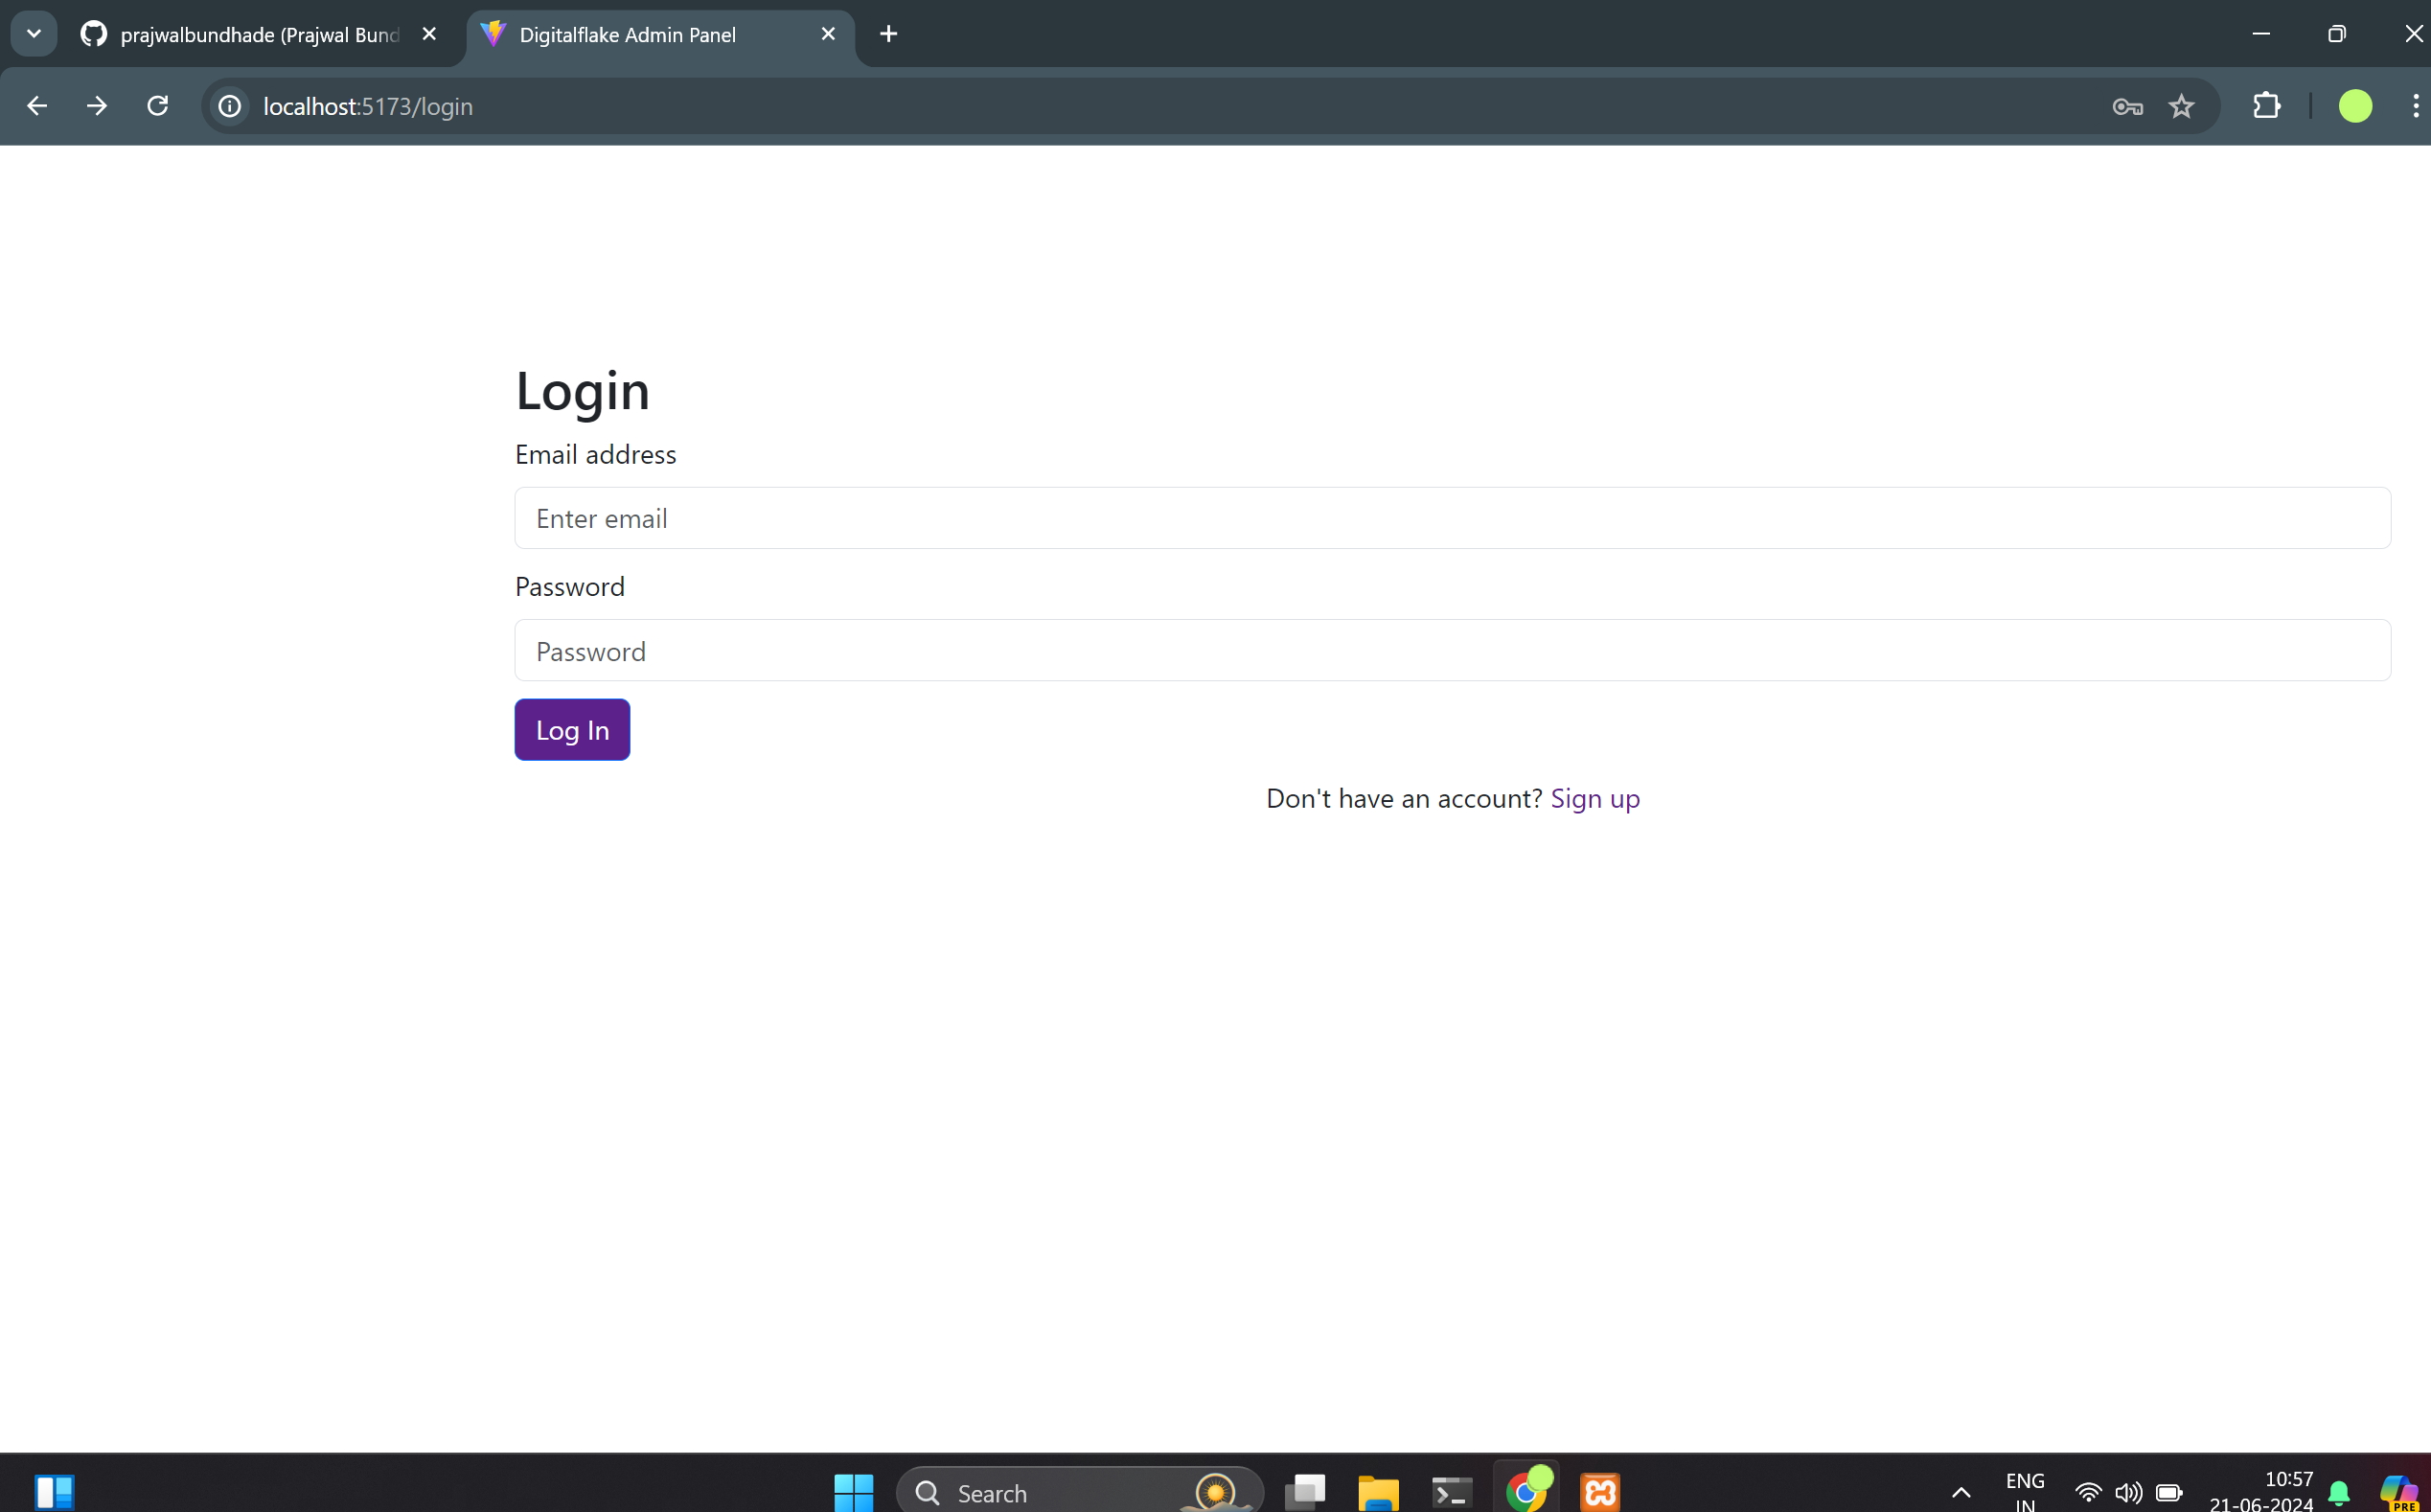 prajwalbundhade (Prajwal Bund
Digitalflake Admin Panel
localhost:5173/login
Login
Email address
Enter email
Password
Password
Log In
Don't have an account? Sign up
Search
ENG
IN
10:57
21-06-2024
PRE